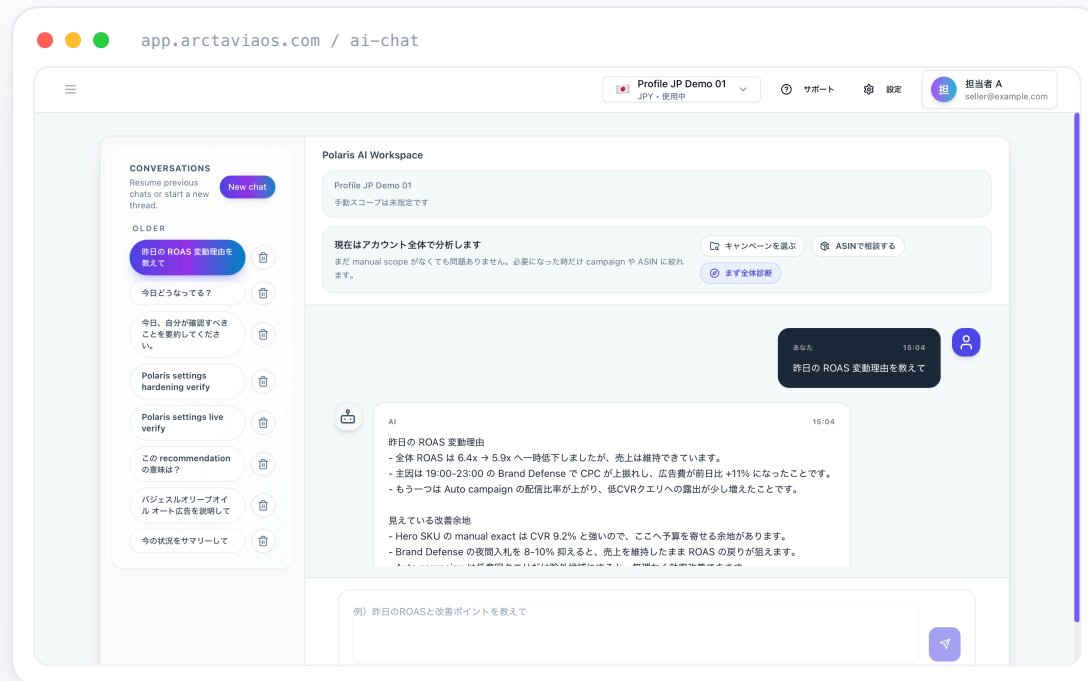 app.arctaviaos.com / ai-chat
Profile JP Demo 01
JPY・使用中
サポート
設定
担
担当者 A
seller@example.com
CONVERSATIONS
Resume previous
chats or start a new
thread.
New chat
OLDER
昨日の ROAS 変動理由を
教えて
今日どうなってる？
今日、自分が確認すべき
ことを要約してくださ
い。
Polaris settings
hardening verify
Polaris settings live
verify
この recommendation
の意味は？
バジェスルオリーブオイ
ル オート広告を説明して
今の状況をサマリーして
Polaris AI Workspace
Profile JP Demo 01
手動スコープは未指定です
現在はアカウント全体で分析します
まだ manual scope がなくても問題ありません。必要になった時だけ campaign や ASIN に絞れ
ます。
キャンペーンを選ぶ
ASINで相談する
まず全体診断
あなた 15:04
昨日の ROAS 変動理由を教えて
AI 15:04
昨日の ROAS 変動理由
- 全体 ROAS は 6.4x → 5.9x へ一時低下しましたが、売上は維持できています。
- 主因は 19:00-23:00 の Brand Defense で CPC が上振れし、広告費が前日比 +11% になったことです。
- もう一つは Auto campaign の配信比率が上がり、低CVRクエリへの露出が少し増えたことです。
見えている改善余地
- Hero SKU の manual exact は CVR 9.2% と強いので、ここへ予算を寄せる余地があります。
- Brand Defense の夜間入札を 8-10% 抑えると、売上を維持したまま ROAS の戻りが狙えます。
例）昨日のROASと改善ポイントを教えて